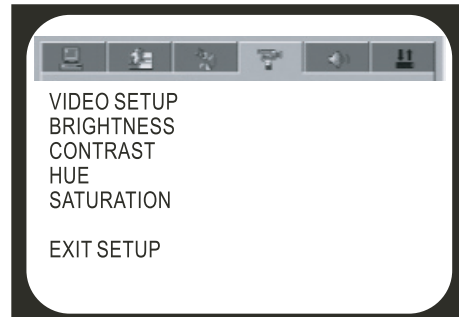 VIDEO SETUP
BRIGHTNESS
CONTRAST
HUE
SATURATION
EXIT SETUP